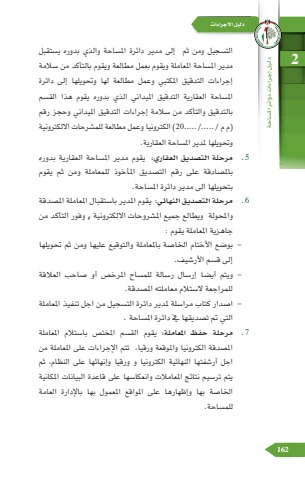 دليل الاجراءات
2
دليل إجراءات دوائر المساحة
التسجيل ومن ثم إلى مدير دائرة المساحة والذي بدوره يستقبل
مدير المساحة المعاملة ويقوم بعمل مطالعة ويقوم بالتأكد من سلامة
إجراءات التدقيق المكتبي وعمل مطالعة لها وتحويلها إلى دائرة
المساحة العقارية التدقيق الميداني الذي بدوره يقوم هذا القسم
بالتدقيق والتأكد من سلامة إجراءات التدقيق الميداني وحجز رقم
(م م /...../.....20) الكترونيا وعمل مطالعة للمشرحات الالكترونية
وتحويلها لمدير المساحة العقارية.
5. مرحلة التصديق العقاري: يقوم مدير المساحة العقارية بدوره
بالمصادقة على رقم التصديق المأخوذ للمعاملة ومن ثم يقوم
بتحويلها الى مدير دائرة المساحة.
6. مرحلة التصديق النهائي: يقوم المدير باستقبال المعاملة المصدقة
والمحولة ويطالع جميع المشروحات الالكترونية ، وفور التأكد من
جاهزية المعاملة يقوم :
- بوضع الأختام الخاصة بالمعاملة والتوقيع عليها ومن ثم تحويلها
إلى قسم الأرشيف.
- ويتم أيضا إرسال رسالة للمساح المرخص أو صاحب العلاقة
للمراجعة لاستلام معاملته المصدقة.
- اصدار كتاب مراسلة لمدير دائرة التسجيل من اجل تنفيذ المعاملة
التي تم تصديقها في دائرة المساحة .
7. مرحلة حفظ المعاملة: يقوم القسم المختص باستلام المعاملة
المصدقة الكترونيا والموقعة ورقيا، تتم الإجراءات على المعاملة من
اجل أرشفتها النهائية الكترونيا و ورقيا وإنهائها على النظام، ثم
يتم ترسيم نتائج المعاملات وانعكاسها على قاعدة البيانات المكانية
الخاصة بها وإظهارها على المواقع المعمول بها بالإدارة العامة
للمساحة.
162